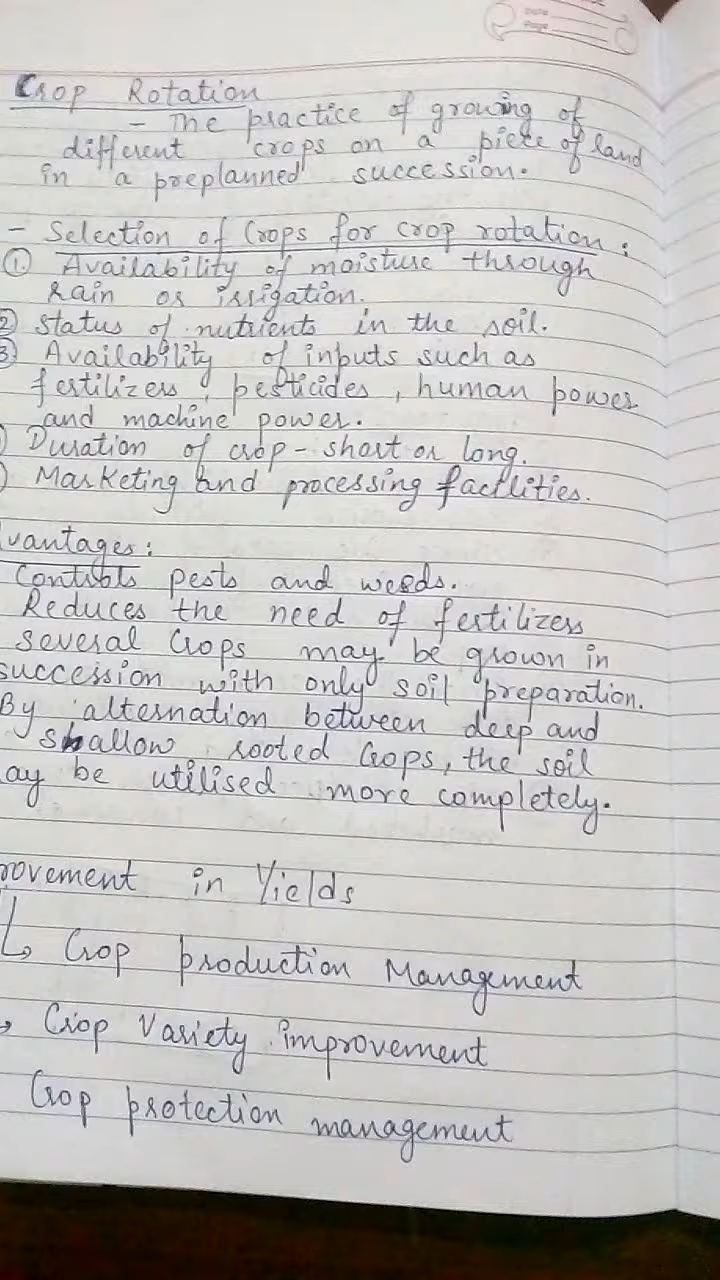 Date
Page
Crop Rotation
- The practice of growing of
different crops on a piece of land
in a preplanned succession.
- Selection of Crops for crop rotation :
① Availability of moisture through
rain or irrigation.
② Status of nutrients in the soil.
③ Availability of inputs such as
fertilizers, pesticides, human power
and machine power.
) Duration of crop - short or long.
) Marketing and processing facilities.
vantages :
Controls pests and weeds.
Reduces the need of fertilizers
several Crops may be grown in
succession with only soil preparation.
By alternation between deep and
shallow rooted Crops, the soil
ay be utilised more completely.
rovement in Yields
↳ Crop production Management
→ Crop Variety improvement
Crop protection management